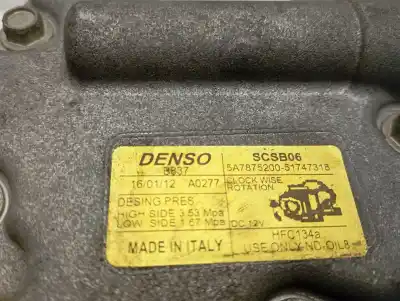 DENSO
SCSB06
BB37
5A7875200-51747318
16/01/12 A0277
CLOCK WISE
ROTATION
DESING PRES
HIGH SIDE 3.53 Mpa
LOW SIDE 1.67 Mpa
DC 12V
HFC134a
MADE IN ITALY
USE ONLY ND-OIL8